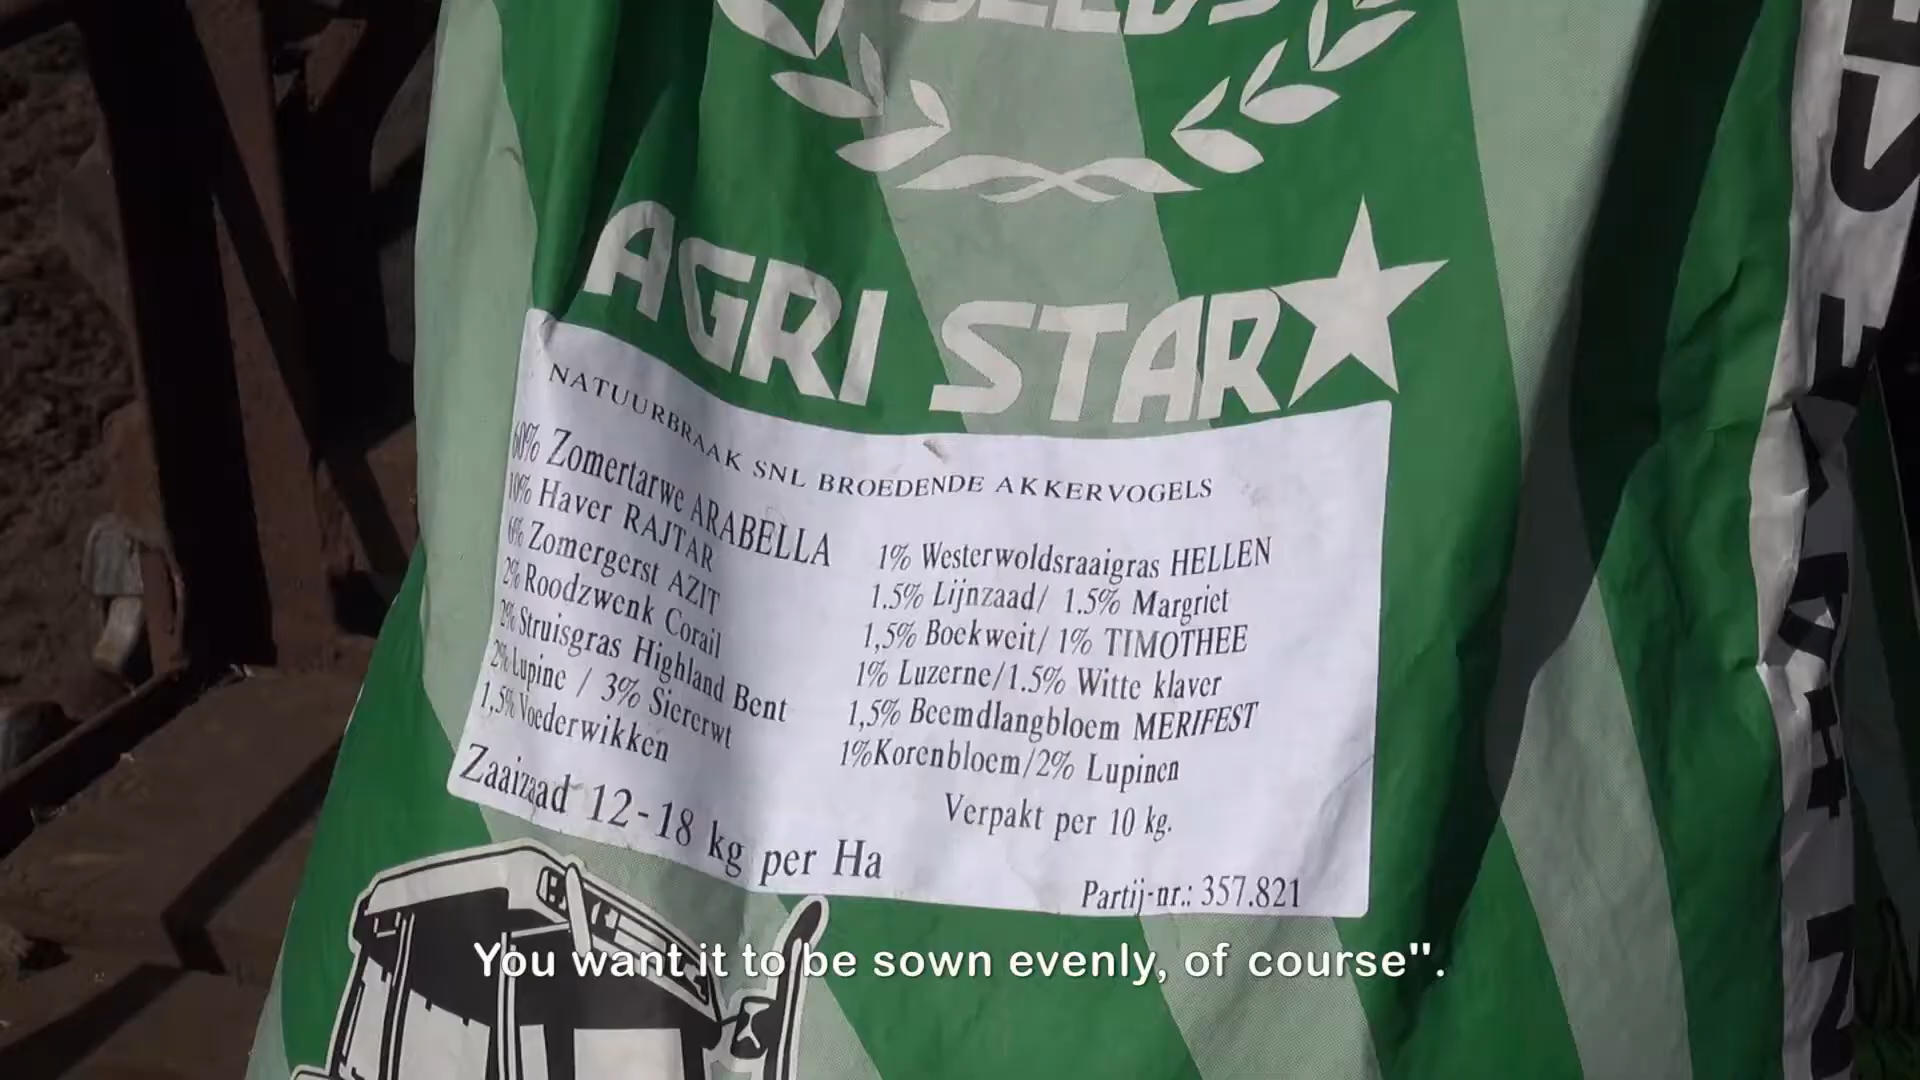 SEEDS
AGRI STAR
NATUURBRAAK SNL BROEDENDE AKKERVOGELS
60% Zomertarwe ARABELLA
10% Haver RAJTAR
6% Zomergerst AZIT
2% Roodzwenk Corail
2% Struisgras Highland Bent
2% Lupine / 3% Siererwt
1,5% Voederwikken
Zaaizaad 12-18 kg per Ha
1% Westerwoldsraaigras HELLEN
1.5% Lijnzaad/ 1.5% Margriet
1,5% Boekweit/ 1% TIMOTHEE
1% Luzerne/1.5% Witte klaver
1,5% Beemdlangbloem MERIFEST
1%Korenbloem/2% Lupinen
Verpakt per 10 kg.
Partij-nr.: 357.821
You want it to be sown evenly, of course".